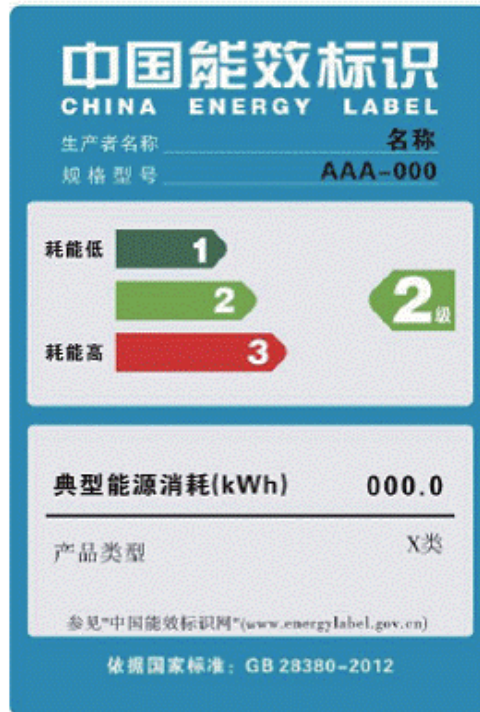 中国能效标识
CHINA ENERGY LABEL
生产者名称 名称
规格型号 AAA-000
耗能低 1
2 2级
耗能高 3
典型能源消耗(kWh) 000.0
产品类型 X类
参见"中国能效标识网"(www.energylabel.gov.cn)
依据国家标准：GB 28380-2012